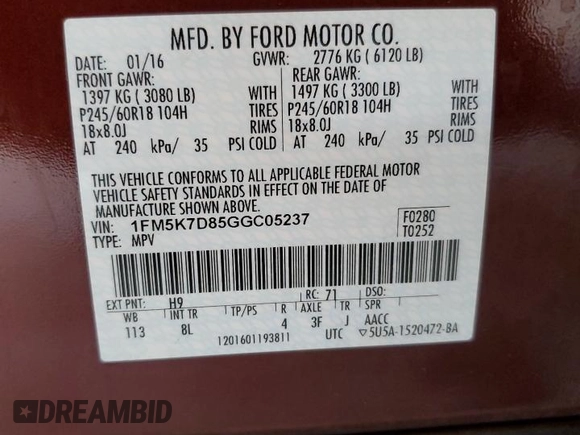 MFD. BY FORD MOTOR CO.
DATE: 01/16 GVWR: 2776 KG ( 6120 LB)
FRONT GAWR: REAR GAWR:
1397 KG ( 3080 LB) WITH 1497 KG ( 3300 LB) WITH
P245/60R18 104H TIRES P245/60R18 104H TIRES
18x8.0J RIMS 18x8.0J RIMS
AT 240 kPa/ 35 PSI COLD AT 240 kPa/ 35 PSI COLD
THIS VEHICLE CONFORMS TO ALL APPLICABLE FEDERAL MOTOR
VEHICLE SAFETY STANDARDS IN EFFECT ON THE DATE OF
MANUFACTURE SHOWN ABOVE.
VIN: 1FM5K7D85GGC05237 F0280
TYPE: MPV T0252
EXT PNT: H9 RC: 71 DSO:
WB INT TR TP/PS R AXLE TR SPR
113 8L 4 3F J AACC
1201601193811 UTC ▽5U5A-1520472-BA
DREAMBID